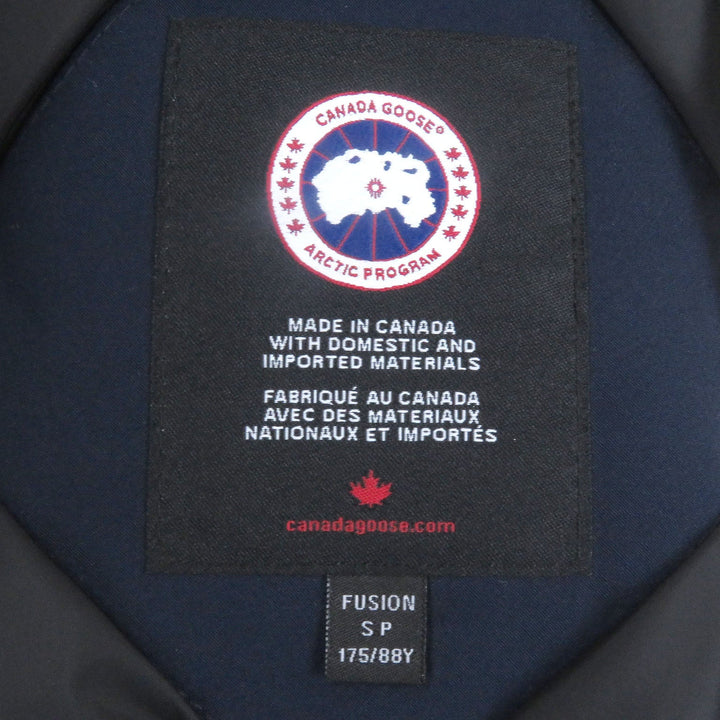 CANADA GOOSE®
ARCTIC PROGRAM
MADE IN CANADA
WITH DOMESTIC AND
IMPORTED MATERIALS
FABRIQUÉ AU CANADA
AVEC DES MATERIAUX
NATIONAUX ET IMPORTÉS
canadagoose.com
FUSION
S P
175/88Y